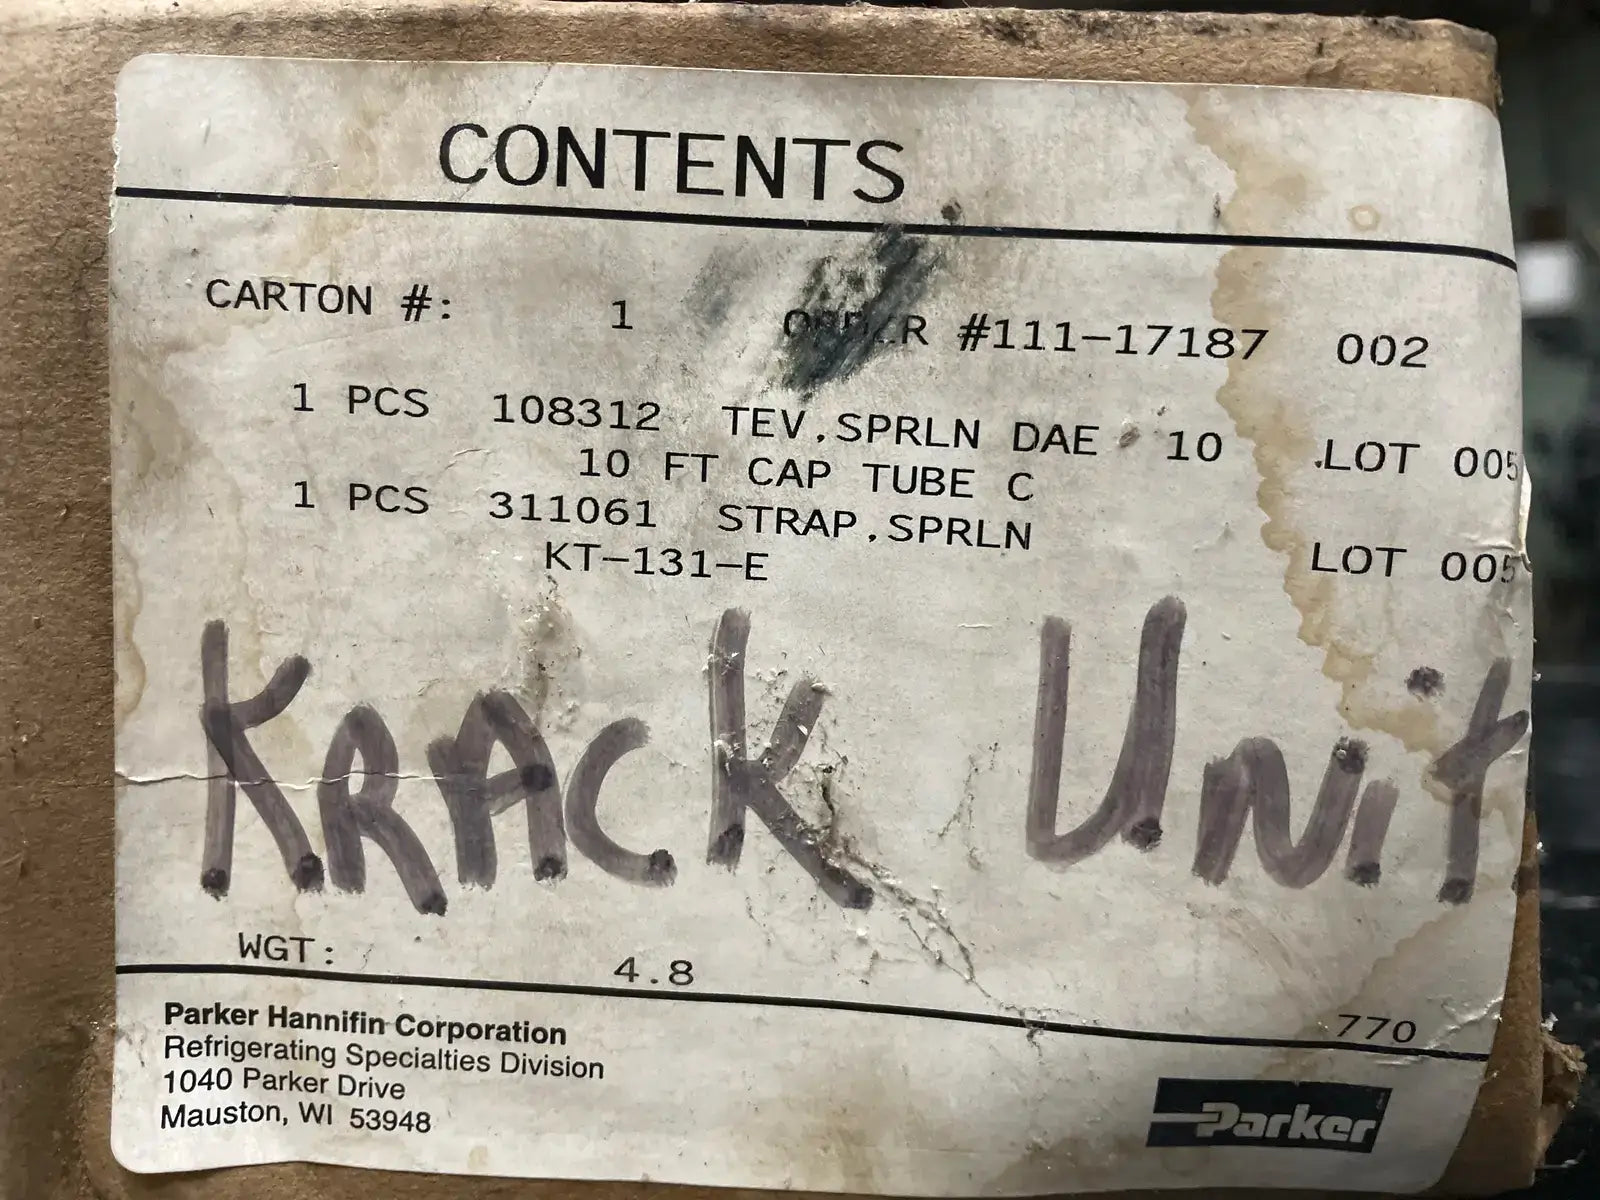 CONTENTS
CARTON #: 1 ORDER #111-17187 002
1 PCS 108312 TEV,SPRLN DAE 10 .LOT 005
10 FT CAP TUBE C
1 PCS 311061 STRAP,SPRLN
KT-131-E LOT 005
KRACK UNIT
WGT: 4.8
770
Parker Hannifin Corporation
Refrigerating Specialties Division
1040 Parker Drive
Mauston, WI 53948
Parker